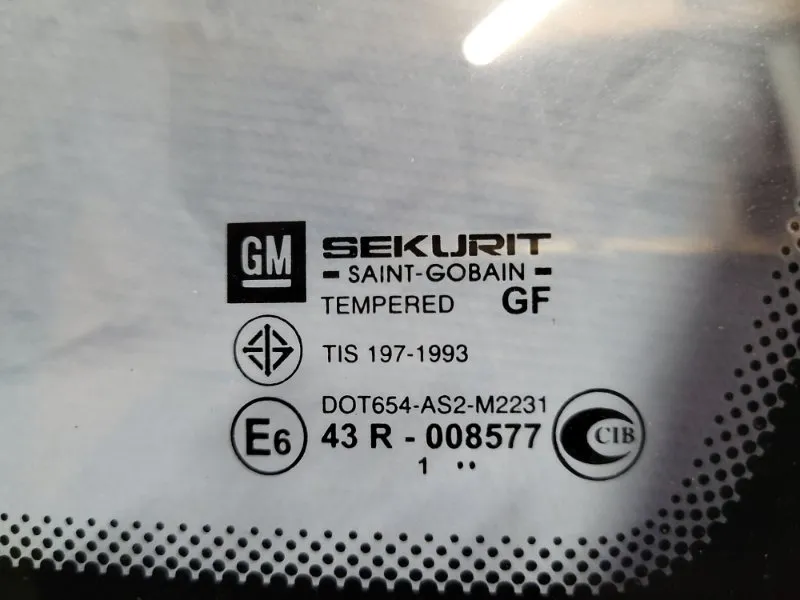 GM
SEKURIT
SAINT-GOBAIN
TEMPERED GF
TIS 197-1993
DOT654-AS2-M2231
E6 43 R - 008577 CIB
1 ..